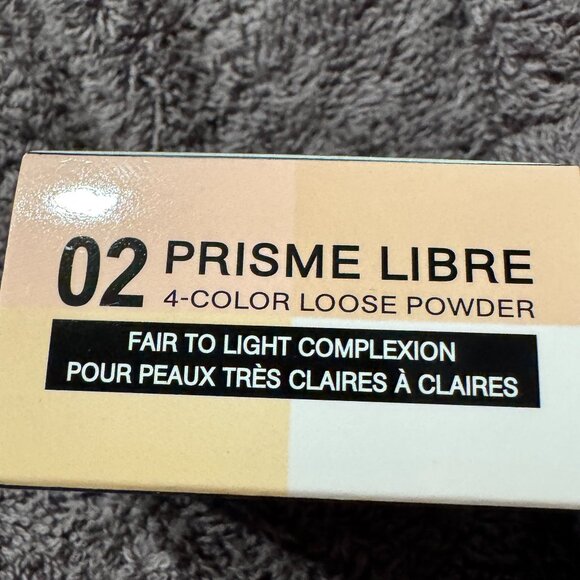 02 PRISME LIBRE
4-COLOR LOOSE POWDER
FAIR TO LIGHT COMPLEXION
POUR PEAUX TRÈS CLAIRES À CLAIRES